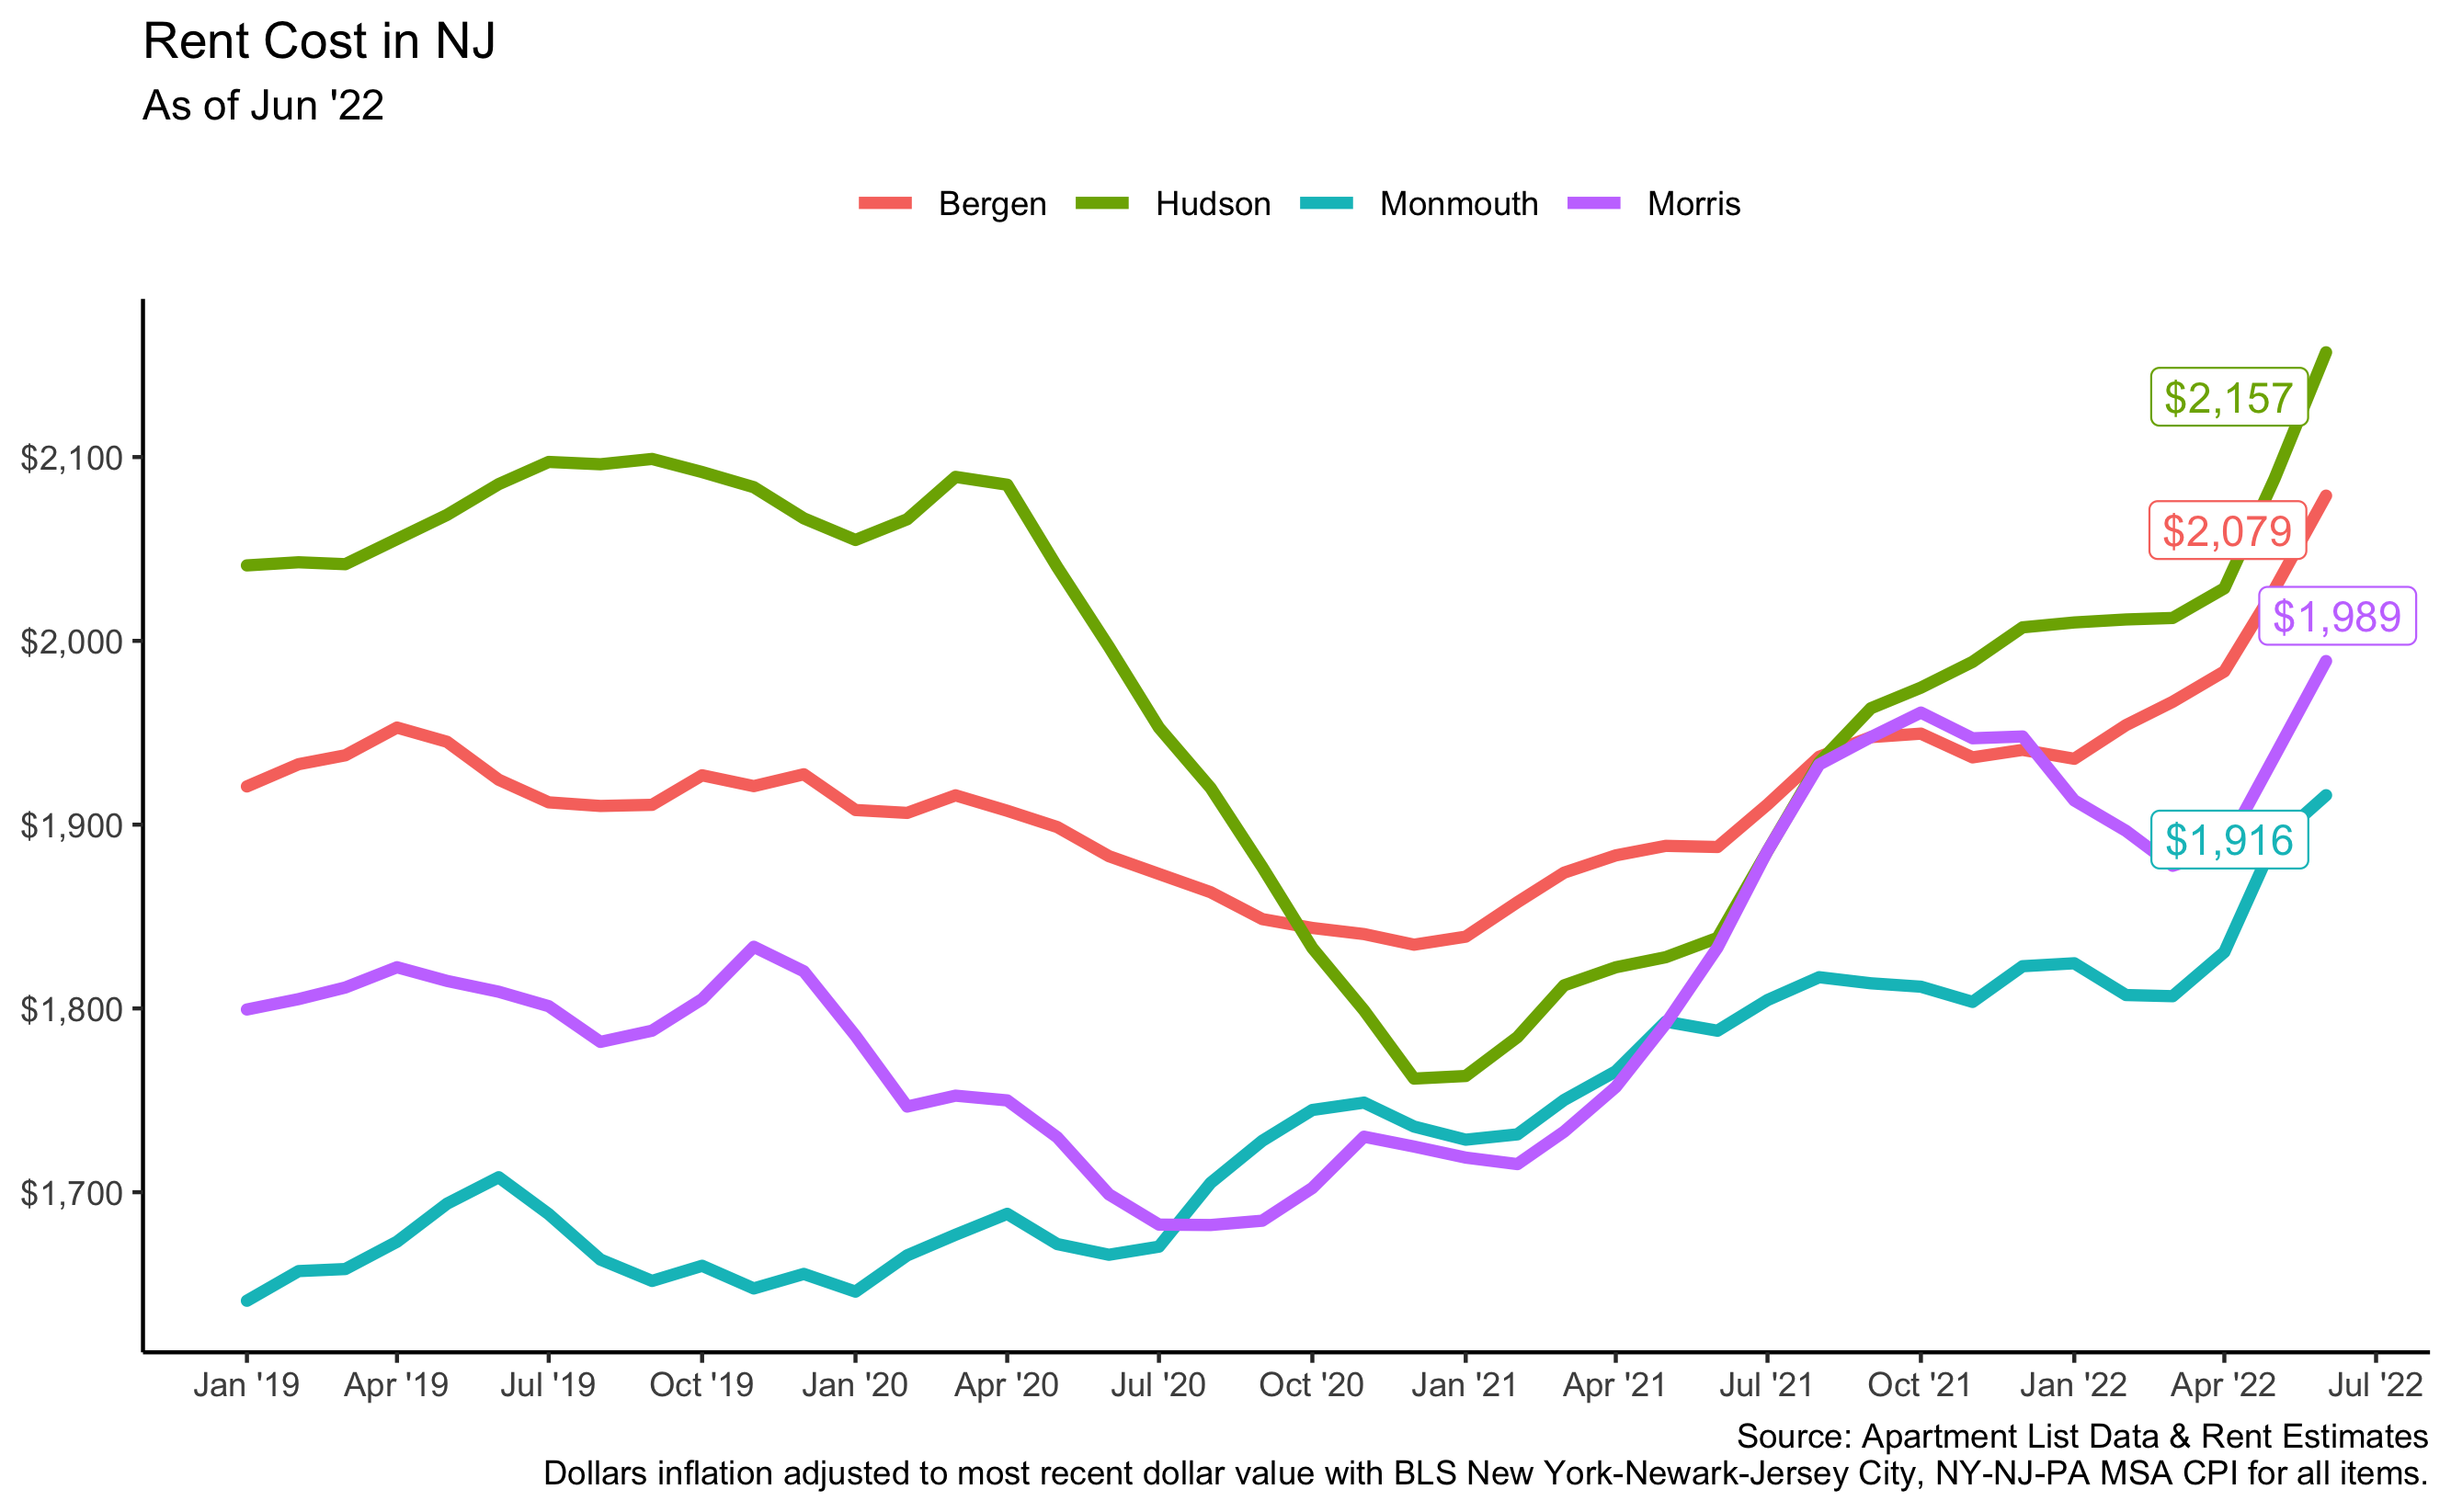 Rent Cost in NJ
As of Jun '22
Bergen Hudson Monmouth Morris
$2,157
$2,100
$2,079
$2,000
$1,989
$1,900
$1,916
$1,800
$1,700
Jan '19 Apr '19 Jul '19 Oct '19 Jan '20 Apr '20 Jul '20 Oct '20 Jan '21 Apr '21 Jul '21 Oct '21 Jan '22 Apr '22 Jul '22
Source: Apartment List Data & Rent Estimates
Dollars inflation adjusted to most recent dollar value with BLS New York-Newark-Jersey City, NY-NJ-PA MSA CPI for all items.